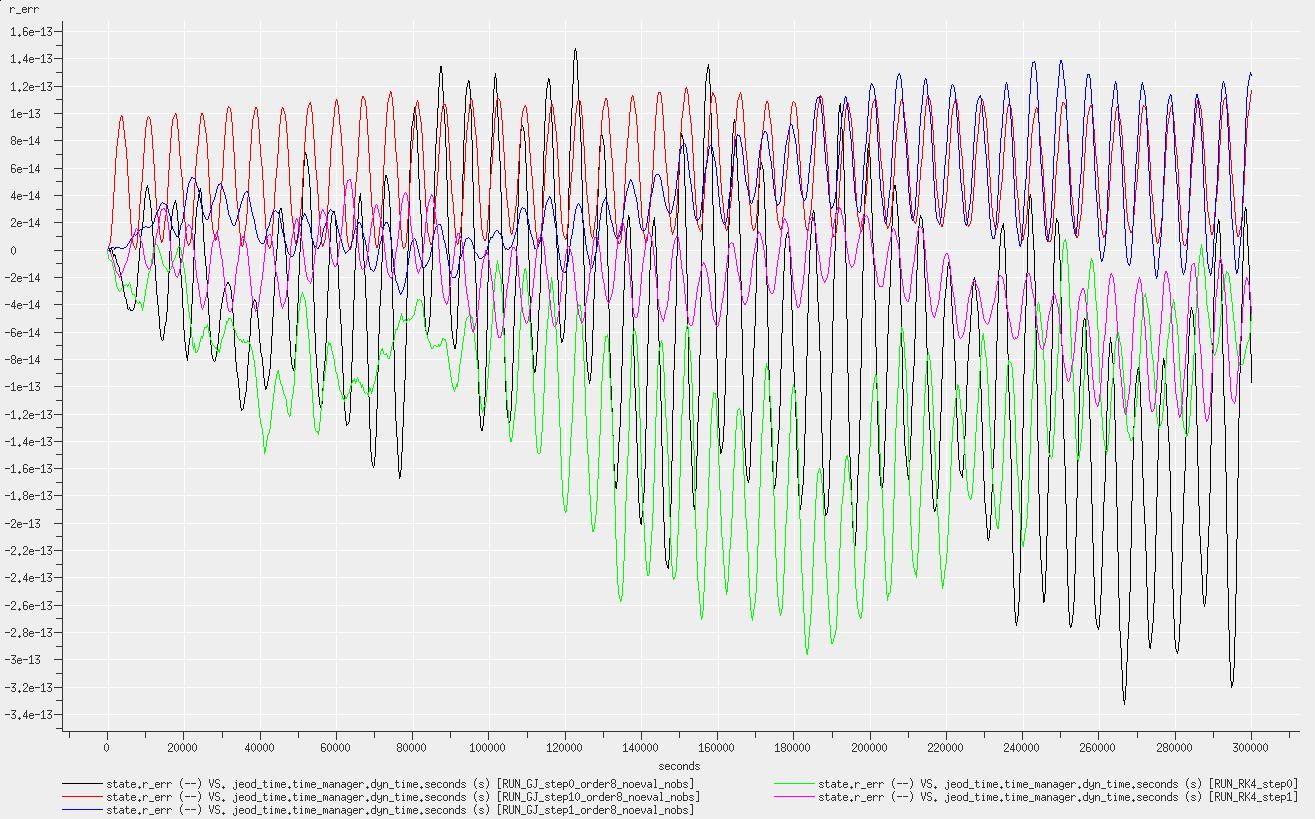 r_err
1.6e-13
1.4e-13
1.2e-13
1e-13
8e-14
6e-14
4e-14
2e-14
0
-2e-14
-4e-14
-6e-14
-8e-14
-1e-13
-1.2e-13
-1.4e-13
-1.6e-13
-1.8e-13
-2e-13
-2.2e-13
-2.4e-13
-2.6e-13
-2.8e-13
-3e-13
-3.2e-13
-3.4e-13
0 20000 40000 60000 80000 100000 120000 140000 160000 180000 200000 220000 240000 260000 280000 300000
seconds
state.r_err (--) VS. jeod_time.time_manager.dyn_time.seconds (s) [RUN_GJ_step0_order8_noeval_nobs] state.r_err (--) VS. jeod_time.time_manager.dyn_time.seconds (s) [RUN_RK4_step0]
state.r_err (--) VS. jeod_time.time_manager.dyn_time.seconds (s) [RUN_GJ_step10_order8_noeval_nobs] state.r_err (--) VS. jeod_time.time_manager.dyn_time.seconds (s) [RUN_RK4_step1]
state.r_err (--) VS. jeod_time.time_manager.dyn_time.seconds (s) [RUN_GJ_step1_order8_noeval_nobs]